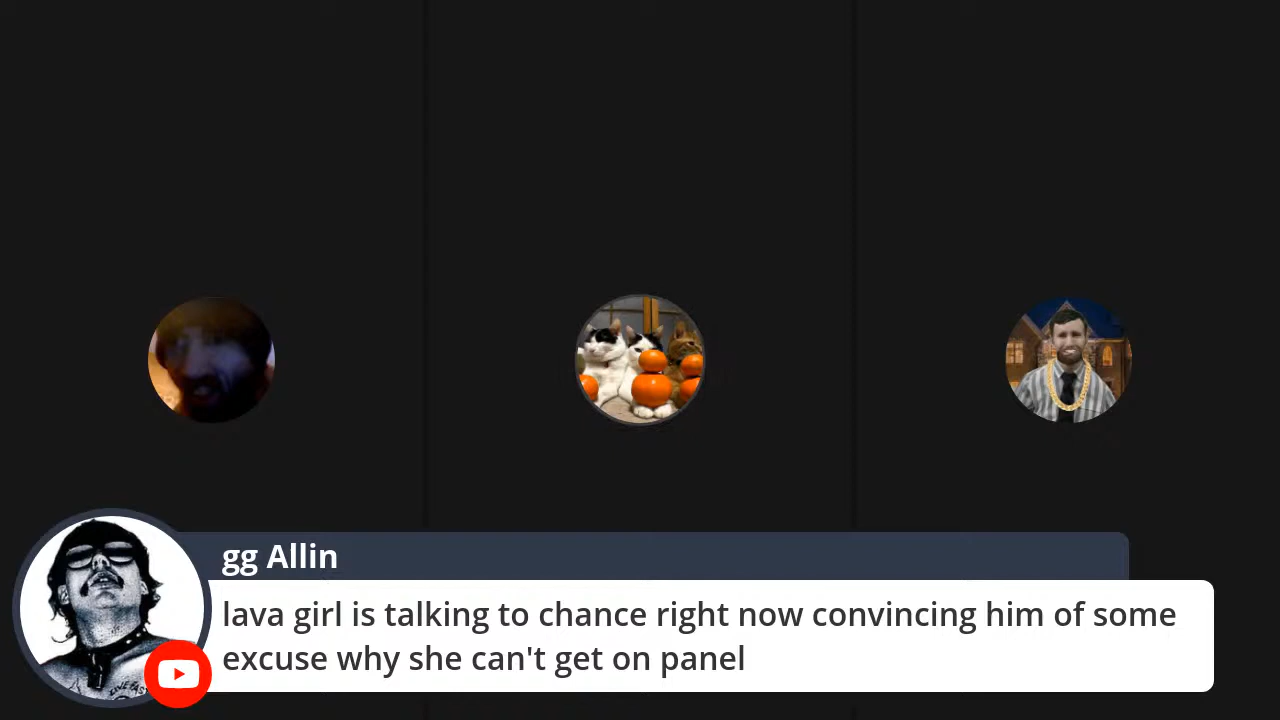 gg Allin
lava girl is talking to chance right now convincing him of some
excuse why she can't get on panel